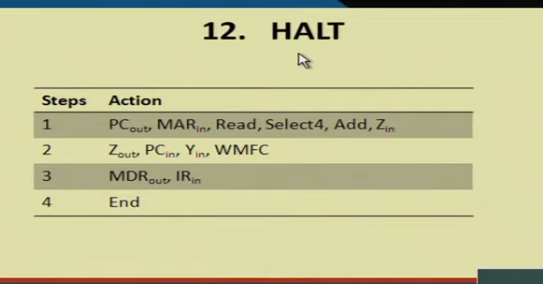 12. HALT
Steps Action
1 PCout, MARin, Read, Select4, Add, Zin
2 Zout, PCin, Yin, WMFC
3 MDRout, IRin
4 End